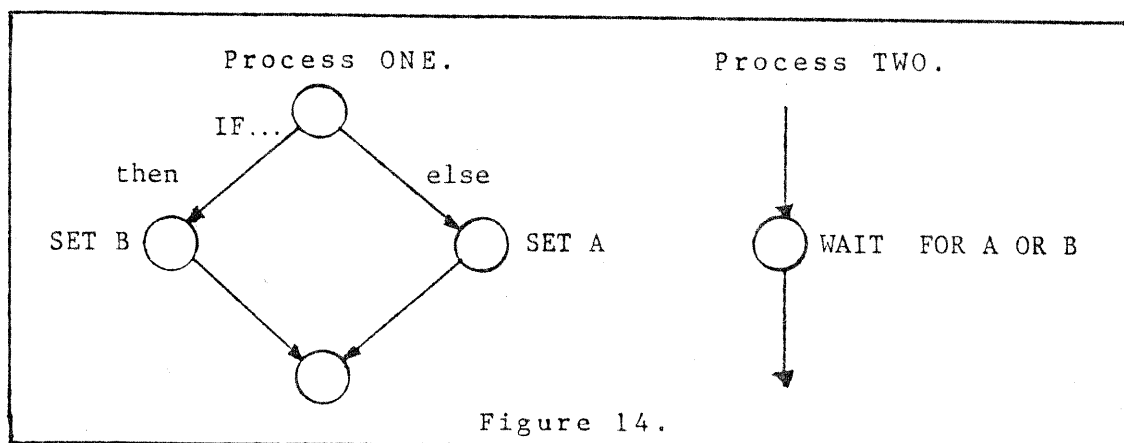 Process ONE.
Process TWO.
IF...
then
else
SET B
SET A
WAIT FOR A OR B
Figure 14.